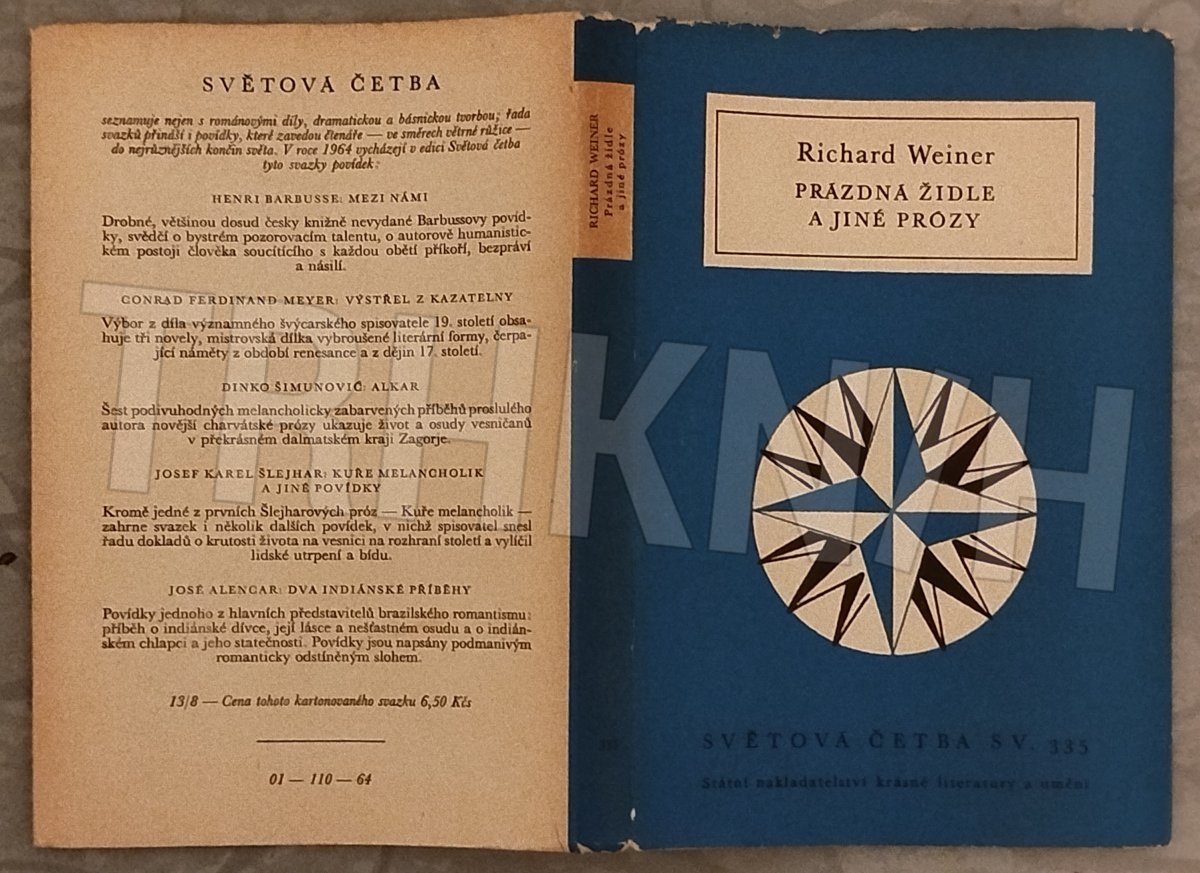 SVĚTOVÁ ČETBA
seznamuje nejen s románovými díly, dramatickou a básnickou tvorbou; řada
svazků přináší i povídky, které zavedou čtenáře — ve směrech větrné růžice —
do nejrůznějších končin světa. V roce 1964 vycházejí v edici Světová četba
tyto svazky povídek:
HENRI BARBUSSE: MEZI NÁMI
Drobné, většinou dosud česky knižně nevydané Barbussovy povíd-
ky, svědčí o bystrém pozorovacím talentu, o autorově humanistic-
kém postoji člověka soucítícího s každou obětí příkoří, bezpráví
a násilí.
CONRAD FERDINAND MEYER: VÝSTŘEL Z KAZATELNY
Výbor z díla významného švýcarského spisovatele 19. století obsa-
huje tři novely, mistrovská dílka vybroušené literární formy, čerpa-
jící náměty z období renesance a z dějin 17. století.
DINKO ŠIMUNOVIČ: ALKAR
Šest podivuhodných melancholicky zabarvených příběhů proslulého
autora novější charvátské prózy ukazuje život a osudy vesničanů
v překrásném dalmatském kraji Zagorje.
JOSEF KAREL ŠLEJHAR: KUŘE MELANCHOLIK
A JINÉ POVÍDKY
Kromě jedné z prvních Šlejharových próz — Kuře melancholik —
zahrne svazek i několik dalších povídek, v nichž spisovatel snesl
řadu dokladů o krutosti života na vesnici na rozhraní století a vylíčil
lidské utrpení a bídu.
JOSÉ ALENCAR: DVA INDIÁNSKÉ PŘÍBĚHY
Povídky jednoho z hlavních představitelů brazilského romantismu:
příběh o indiánské dívce, její lásce a nešťastném osudu a o indián-
ském chlapci a jeho statečnosti. Povídky jsou napsány podmanivým
romanticky odstíněným slohem.
13/8 — Cena tohoto kartonovaného svazku 6,50 Kčs
01 — 110 — 64
RICHARD WEINER
Prázdná židle
a jiné prózy
335
Richard Weiner
PRÁZDNÁ ŽIDLE
A JINÉ PRÓZY
SVĚTOVÁ ČETBA SV. 335
Státní nakladatelství krásné literatury a umění
TRHKNIH